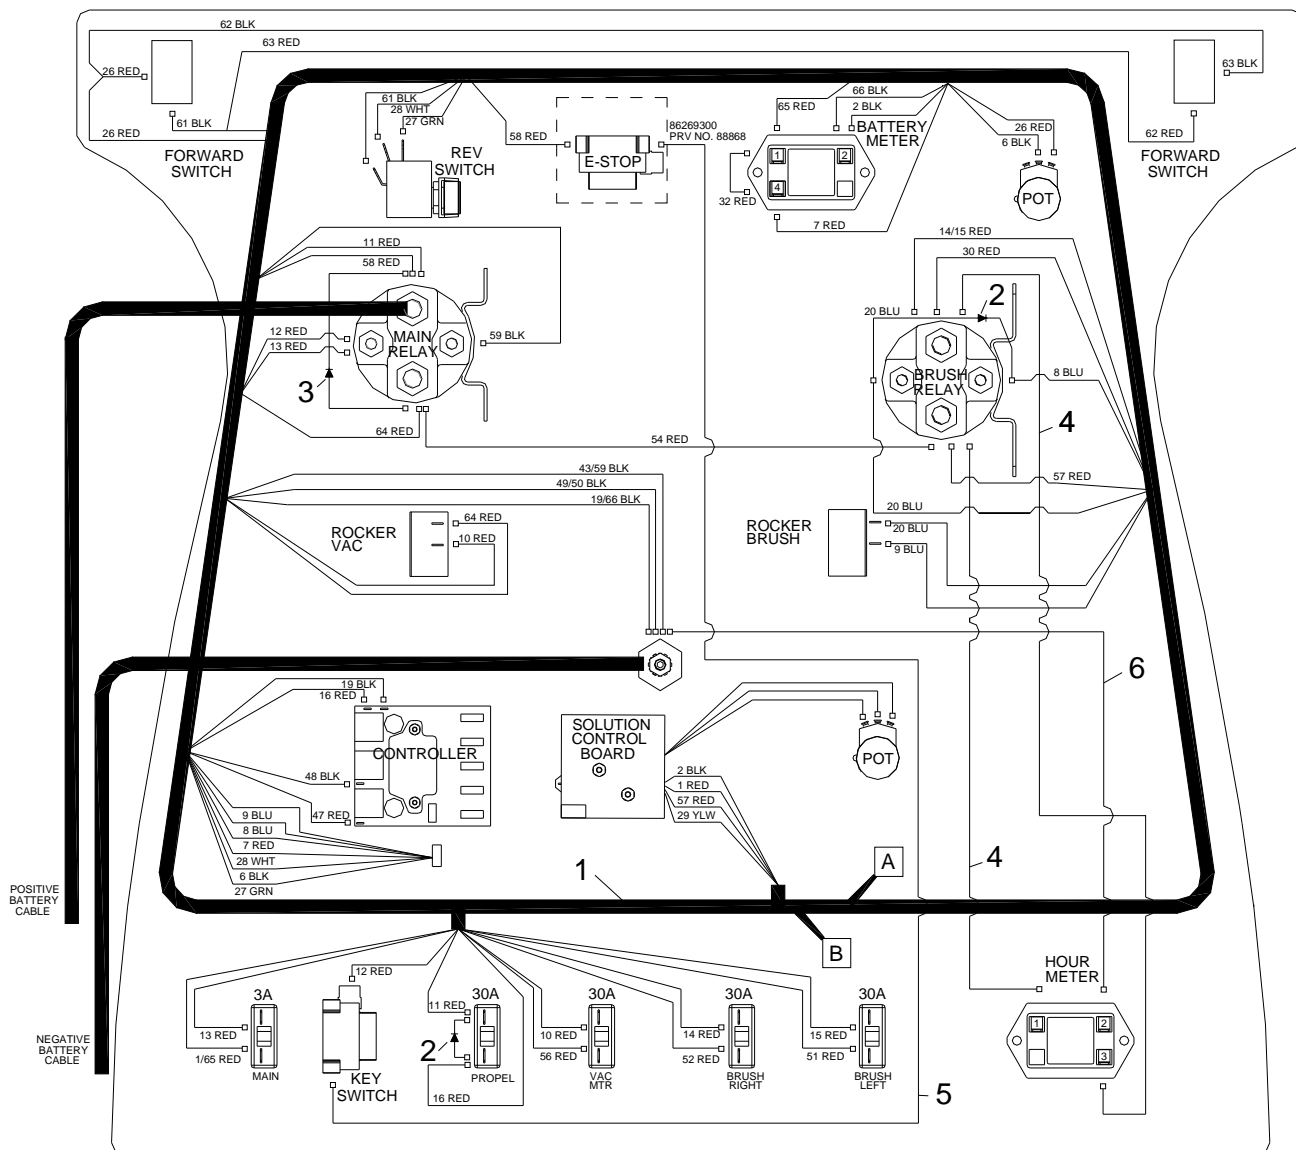 62 BLK
63 RED
26 RED
61 BLK
26 RED
FORWARD
SWITCH
61 BLK
28 WHT
27 GRN
REV
SWITCH
58 RED
E-STOP
86269300
PRV NO. 88868
65 RED
66 BLK
2 BLK
BATTERY
METER
1
2
4
32 RED
7 RED
26 RED
6 BLK
POT
63 BLK
62 RED
FORWARD
SWITCH
11 RED
58 RED
12 RED
13 RED
MAIN
RELAY
59 BLK
3
64 RED
54 RED
14/15 RED
30 RED
20 BLU
2
BRUSH
RELAY
8 BLU
4
57 RED
20 BLU
43/59 BLK
49/50 BLK
19/66 BLK
ROCKER
VAC
64 RED
10 RED
ROCKER
BRUSH
20 BLU
9 BLU
6
19 BLK
16 RED
CONTROLLER
48 BLK
47 RED
9 BLU
8 BLU
7 RED
28 WHT
6 BLK
27 GRN
SOLUTION
CONTROL
BOARD
POT
2 BLK
1 RED
57 RED
29 YLW
1
A
4
B
POSITIVE
BATTERY
CABLE
NEGATIVE
BATTERY
CABLE
12 RED
3A
13 RED
1/65 RED
MAIN
KEY
SWITCH
11 RED
30A
2
PROPEL
16 RED
30A
10 RED
56 RED
VAC
MTR
30A
14 RED
52 RED
BRUSH
RIGHT
30A
15 RED
51 RED
BRUSH
LEFT
5
HOUR
METER
1
2
3